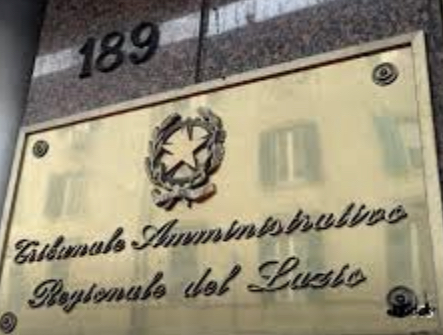 189
Tribunale Amministrativo
Regionale del Lazio